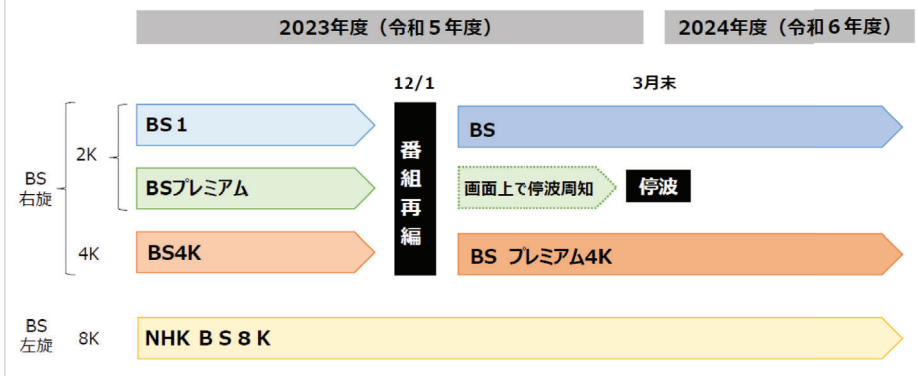 2023年度（令和５年度）
2024年度（令和６年度）
12/1
3月末
BS
右旋
2K
BS１
番組再編
BS
BSプレミアム
画面上で停波周知
停波
4K
BS4K
BS プレミアム4K
BS
左旋
8K
NHK ＢＳ８Ｋ